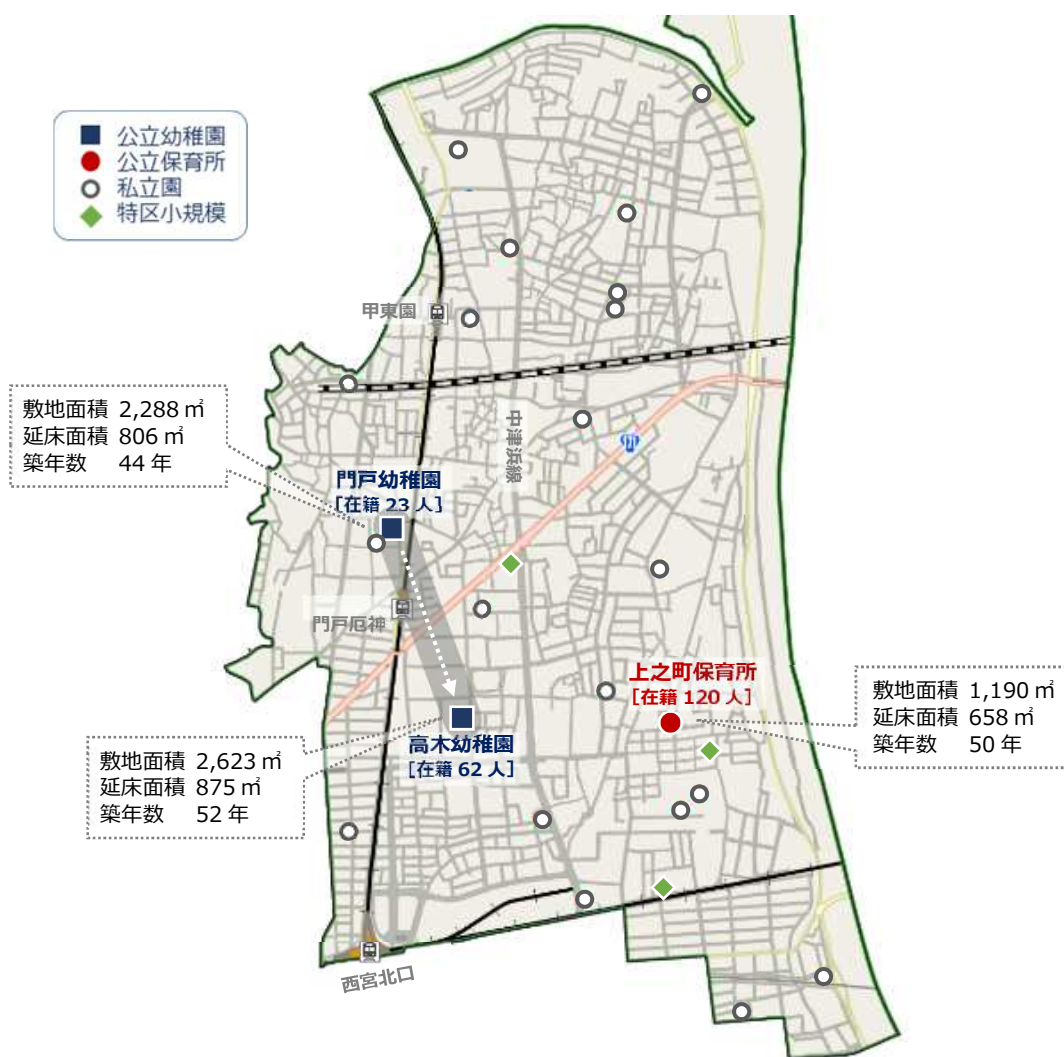 公立幼稚園
公立保育所
私立園
特区小規模
甲東園
敷地面積 2,288 ㎡
延床面積 806 ㎡
築年数 44 年
中津浜線
171
門戸幼稚園
[在籍 23 人]
門戸厄神
上之町保育所
[在籍 120 人]
敷地面積 1,190 ㎡
延床面積 658 ㎡
築年数 50 年
高木幼稚園
[在籍 62 人]
敷地面積 2,623 ㎡
延床面積 875 ㎡
築年数 52 年
西宮北口